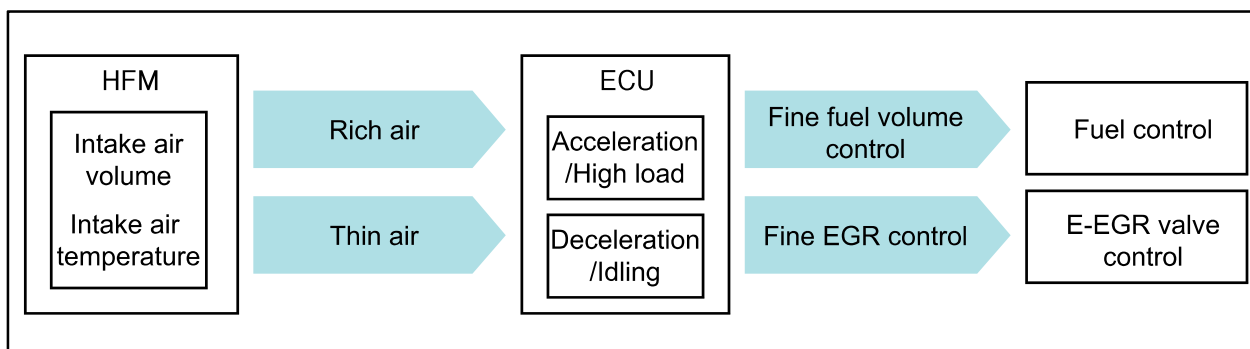 HFM
Intake air
volume
Intake air
temperature
Rich air
Thin air
ECU
Acceleration
/High load
Deceleration
/Idling
Fine fuel volume
control
Fine EGR control
Fuel control
E-EGR valve
control